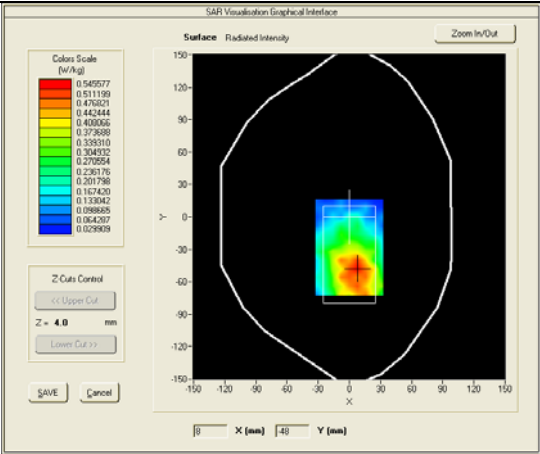 SAR Visualisation Graphical Interface
Surface Radiated Intensity
Zoom In/Out
Colors Scale
(W/kg)
0.545577
0.511199
0.476821
0.442444
0.408066
0.373688
0.339310
0.304932
0.270554
0.236176
0.201798
0.167420
0.133042
0.098665
0.064287
0.029909
Z-Cuts Control
<< Upper Cut
Z = 4.0 mm
Lower Cut >>
SAVE Cancel
150
120
90
60
30
0
-30
-60
-90
-120
-150
Y
-150 -120 -90 -60 -30 0 30 60 90 120 150
X
8 X (mm) -48 Y (mm)